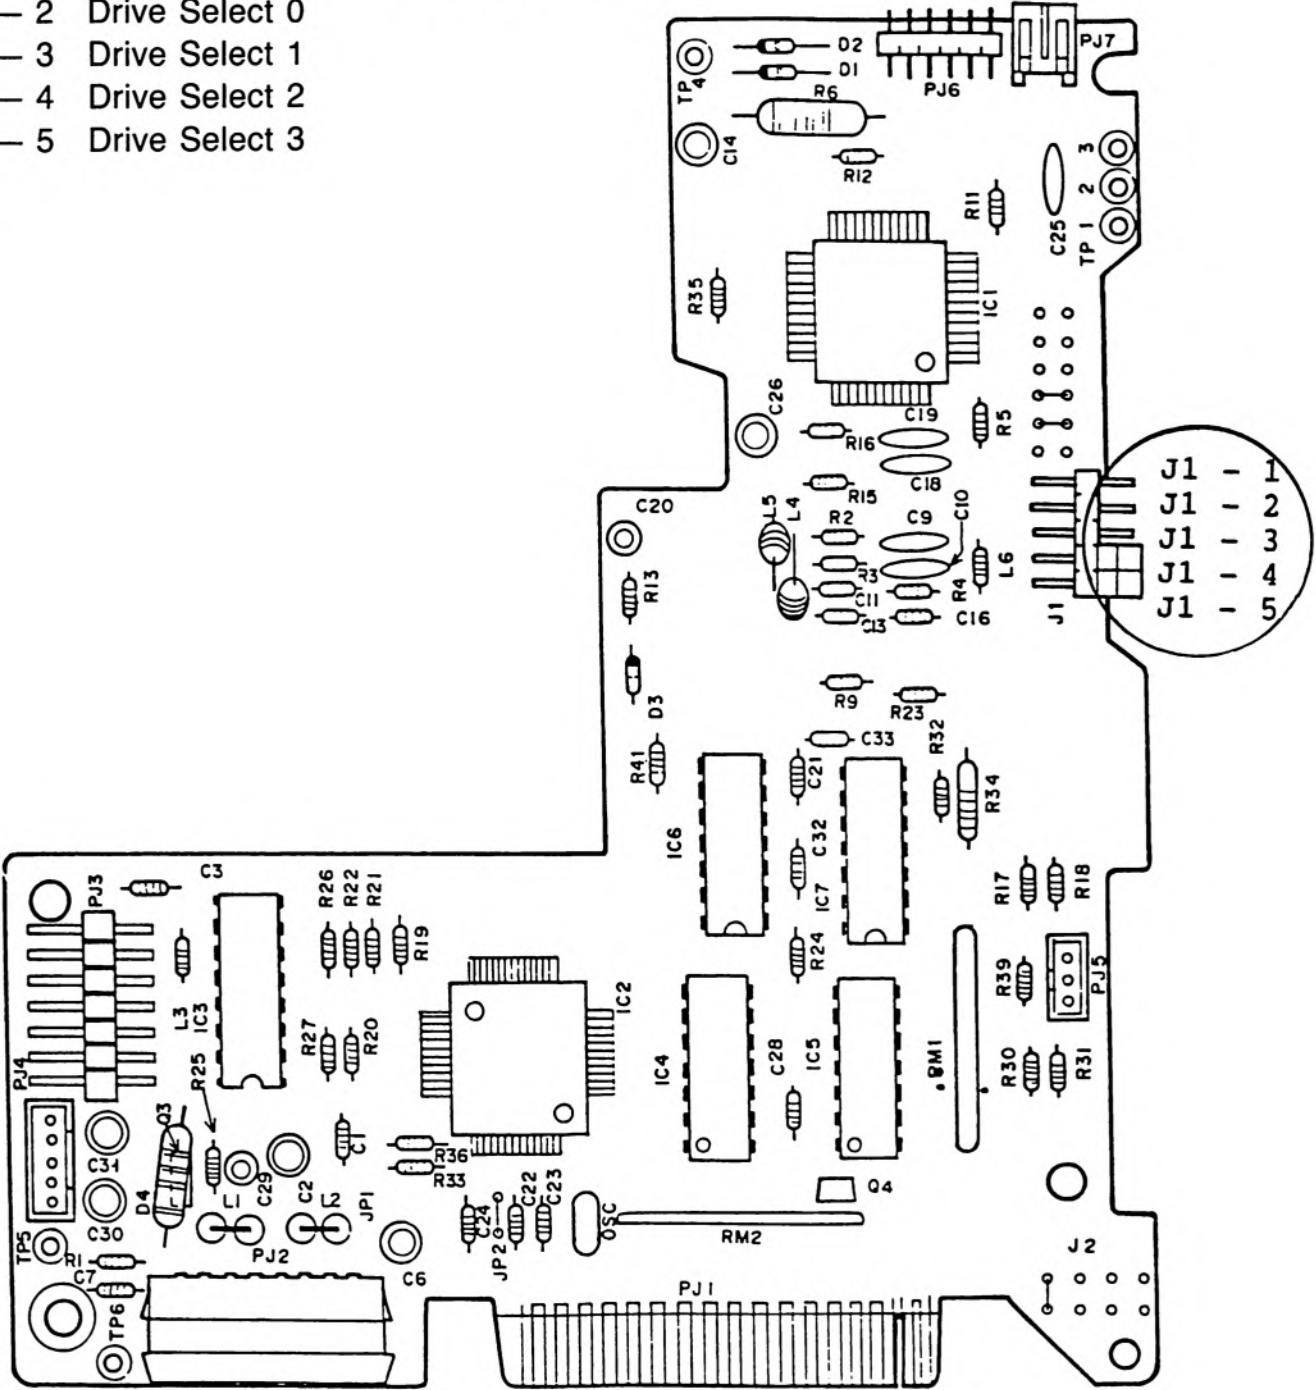 — 2 Drive Select 0
— 3 Drive Select 1
— 4 Drive Select 2
— 5 Drive Select 3
D2
D1
TP4
R6
PJ6
PJ7
C14
R12
R11
C25
3
2
TP 1
R35
IC1
C26
C19
R5
R16
C18
R15
C10
J1 - 1
J1 - 2
J1 - 3
J1 - 4
J1 - 5
C20
L5
L4
R2
C9
R3
L6
R13
C11
R4
C13
C16
J1
D3
R9
R23
C33
R32
R41
C21
R34
IC6
C32
IC7
R17
R18
C3
PJ3
R26
R22
R21
R19
R24
R39
PJ5
L3
IC3
IC2
R27
R20
PJ4
R25
IC4
C28
IC5
R30
R31
Q3
C31
C1
R36
R33
D4
L1
C29
C2
L2
JP1
C24
C22
C23
Q4
C30
OSC
RM2
TP5
R1
PJ2
C6
JP2
J2
C7
PJ1
TP6